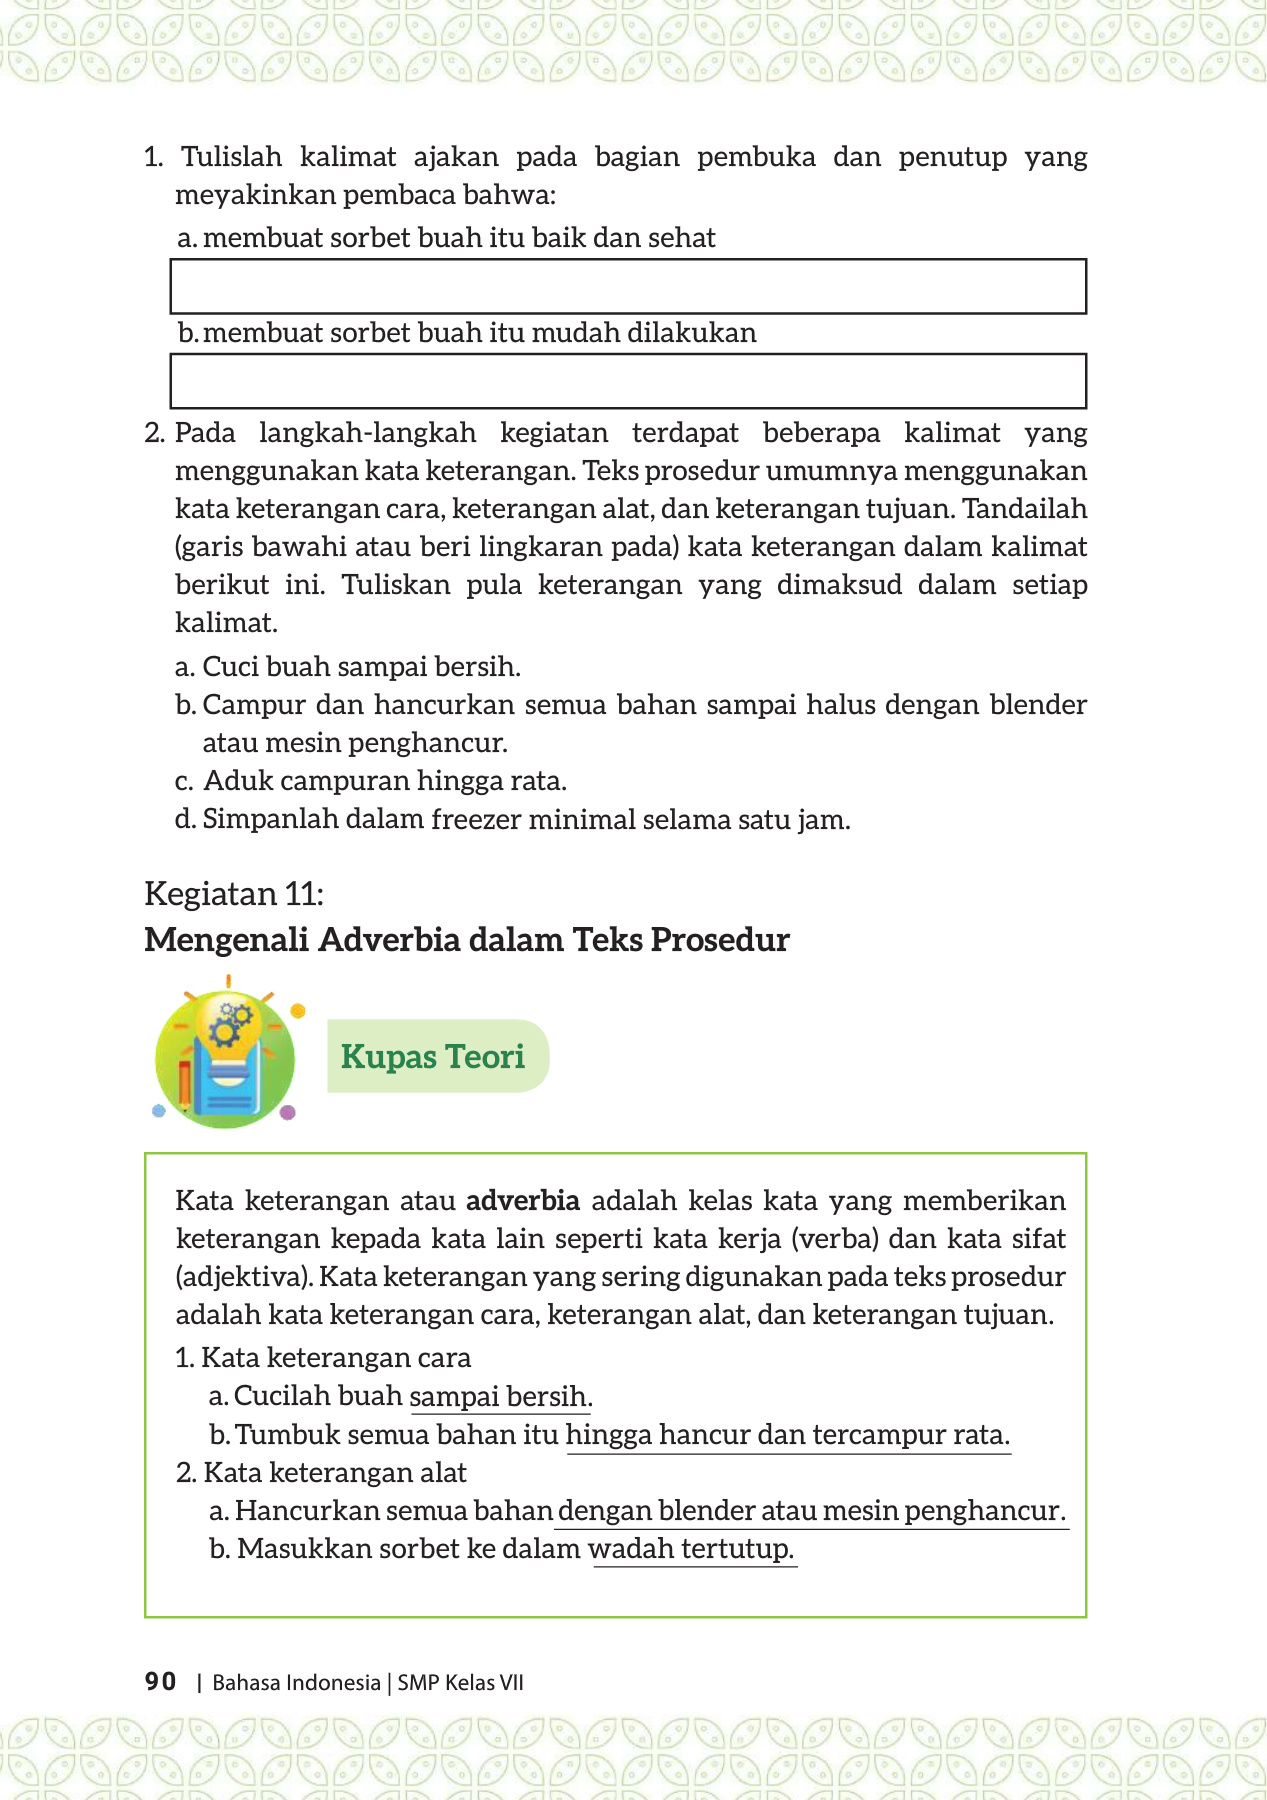 1. Tulislah kalimat ajakan pada bagian pembuka dan penutup yang
meyakinkan pembaca bahwa:
a. membuat sorbet buah itu baik dan sehat
b. membuat sorbet buah itu mudah dilakukan
2. Pada langkah-langkah kegiatan terdapat beberapa kalimat yang
menggunakan kata keterangan. Teks prosedur umumnya menggunakan
kata keterangan cara, keterangan alat, dan keterangan tujuan. Tandailah
(garis bawahi atau beri lingkaran pada) kata keterangan dalam kalimat
berikut ini. Tuliskan pula keterangan yang dimaksud dalam setiap
kalimat.
a. Cuci buah sampai bersih.
b. Campur dan hancurkan semua bahan sampai halus dengan blender
atau mesin penghancur.
c. Aduk campuran hingga rata.
d. Simpanlah dalam freezer minimal selama satu jam.
Kegiatan 11:
Mengenali Adverbia dalam Teks Prosedur
Kupas Teori
Kata keterangan atau adverbia adalah kelas kata yang memberikan
keterangan kepada kata lain seperti kata kerja (verba) dan kata sifat
(adjektiva). Kata keterangan yang sering digunakan pada teks prosedur
adalah kata keterangan cara, keterangan alat, dan keterangan tujuan.
1. Kata keterangan cara
a. Cucilah buah sampai bersih.
b. Tumbuk semua bahan itu hingga hancur dan tercampur rata.
2. Kata keterangan alat
a. Hancurkan semua bahan dengan blender atau mesin penghancur.
b. Masukkan sorbet ke dalam wadah tertutup.
90 | Bahasa Indonesia | SMP Kelas VII